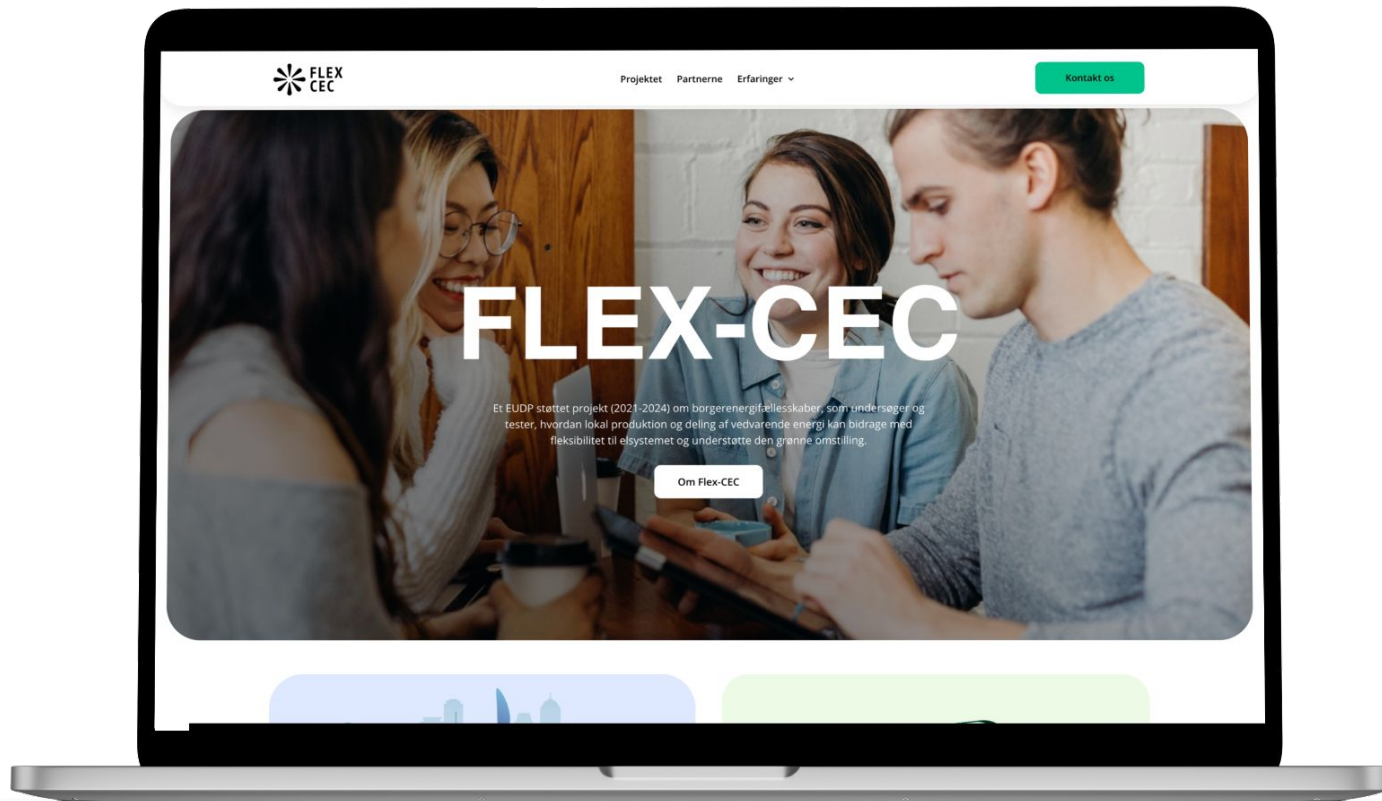 FLEX
CEC
Projektet Partnerne Erfaringer
Kontakt os
FLEX-CEC
Et EUDP støttet projekt (2021-2024) om borgerenergifællesskaber, som undersøger og
tester, hvordan lokal produktion og deling af vedvarende energi kan bidrage med
fleksibilitet til elsystemet og understøtte den grønne omstilling.
Om Flex-CEC